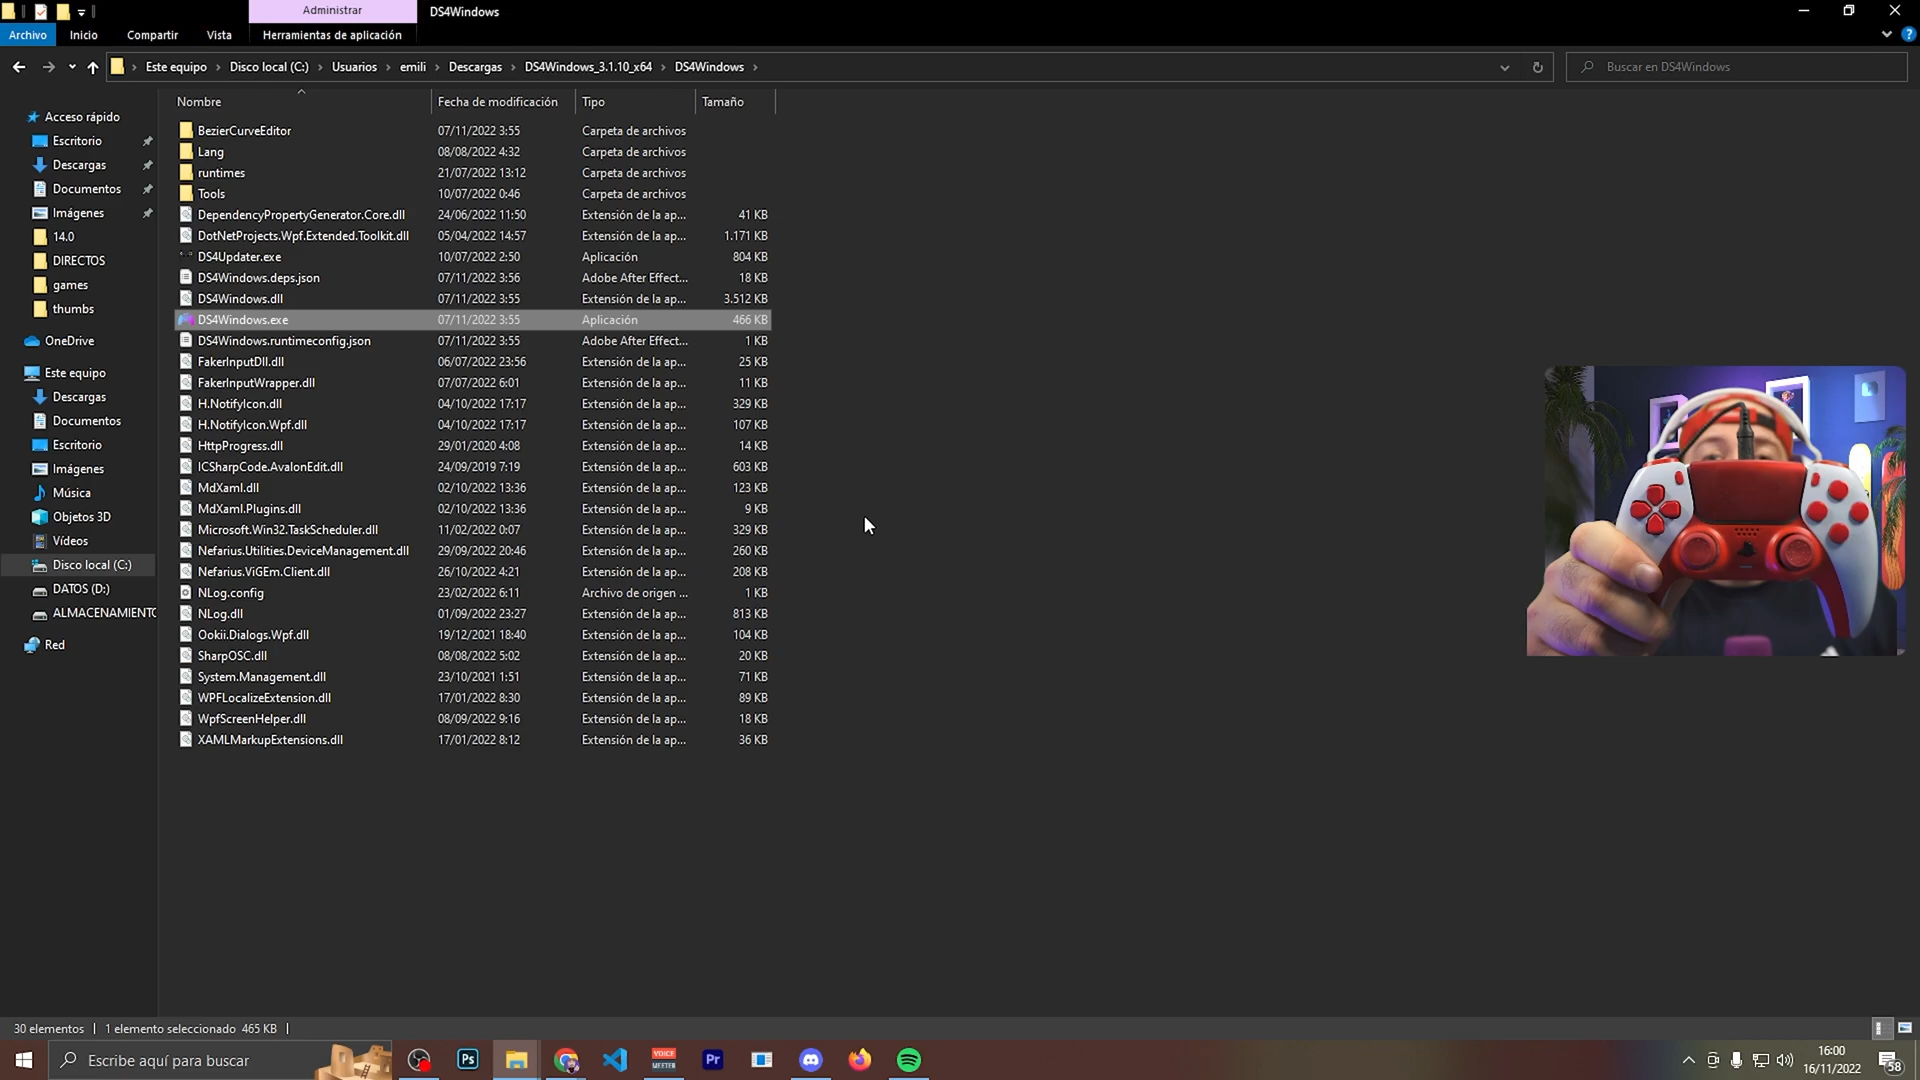 Administrar
DS4Windows
Archivo
Inicio
Compartir
Vista
Herramientas de aplicación
Este equipo
Disco local (C:)
Usuarios
emili
Descargas
DS4Windows_3.1.10_x64
DS4Windows
Buscar en DS4Windows
Acceso rápido
Escritorio
Descargas
Documentos
Imágenes
14.0
DIRECTOS
games
thumbs
OneDrive
Este equipo
Descargas
Documentos
Escritorio
Imágenes
Música
Objetos 3D
Vídeos
Disco local (C:)
DATOS (D:)
ALMACENAMIENTO
Red
Nombre Fecha de modificación Tipo Tamaño
BezierCurveEditor 07/11/2022 3:55 Carpeta de archivos
Lang 08/08/2022 4:32 Carpeta de archivos
runtimes 21/07/2022 13:12 Carpeta de archivos
Tools 10/07/2022 0:46 Carpeta de archivos
DependencyPropertyGenerator.Core.dll 24/06/2022 11:50 Extensión de la ap... 41 KB
DotNetProjects.Wpf.Extended.Toolkit.dll 05/04/2022 14:57 Extensión de la ap... 1.171 KB
DS4Updater.exe 10/07/2022 2:50 Aplicación 804 KB
DS4Windows.deps.json 07/11/2022 3:56 Adobe After Effect... 18 KB
DS4Windows.dll 07/11/2022 3:55 Extensión de la ap... 3.512 KB
DS4Windows.exe 07/11/2022 3:55 Aplicación 466 KB
DS4Windows.runtimeconfig.json 07/11/2022 3:55 Adobe After Effect... 1 KB
FakerInputDll.dll 06/07/2022 23:56 Extensión de la ap... 25 KB
FakerInputWrapper.dll 07/07/2022 6:01 Extensión de la ap... 11 KB
H.NotifyIcon.dll 04/10/2022 17:17 Extensión de la ap... 329 KB
H.NotifyIcon.Wpf.dll 04/10/2022 17:17 Extensión de la ap... 107 KB
HttpProgress.dll 29/01/2020 4:08 Extensión de la ap... 14 KB
ICSharpCode.AvalonEdit.dll 24/09/2019 7:19 Extensión de la ap... 603 KB
MdXaml.dll 02/10/2022 13:36 Extensión de la ap... 123 KB
MdXaml.Plugins.dll 02/10/2022 13:36 Extensión de la ap... 9 KB
Microsoft.Win32.TaskScheduler.dll 11/02/2022 0:07 Extensión de la ap... 329 KB
Nefarius.Utilities.DeviceManagement.dll 29/09/2022 20:46 Extensión de la ap... 260 KB
Nefarius.ViGEm.Client.dll 26/10/2022 4:21 Extensión de la ap... 208 KB
NLog.config 23/02/2022 6:11 Archivo de origen ... 1 KB
NLog.dll 01/09/2022 23:27 Extensión de la ap... 813 KB
Ookii.Dialogs.Wpf.dll 19/12/2021 18:40 Extensión de la ap... 104 KB
SharpOSC.dll 08/08/2022 5:02 Extensión de la ap... 20 KB
System.Management.dll 23/10/2021 1:51 Extensión de la ap... 71 KB
WPFLocalizeExtension.dll 17/01/2022 8:30 Extensión de la ap... 89 KB
WpfScreenHelper.dll 08/09/2022 9:16 Extensión de la ap... 18 KB
XAMLMarkupExtensions.dll 17/01/2022 8:12 Extensión de la ap... 36 KB
30 elementos
1 elemento seleccionado 465 KB
Escribe aquí para buscar
Ps
VOICE
MEETER
Pr
16:00
16/11/2022
58